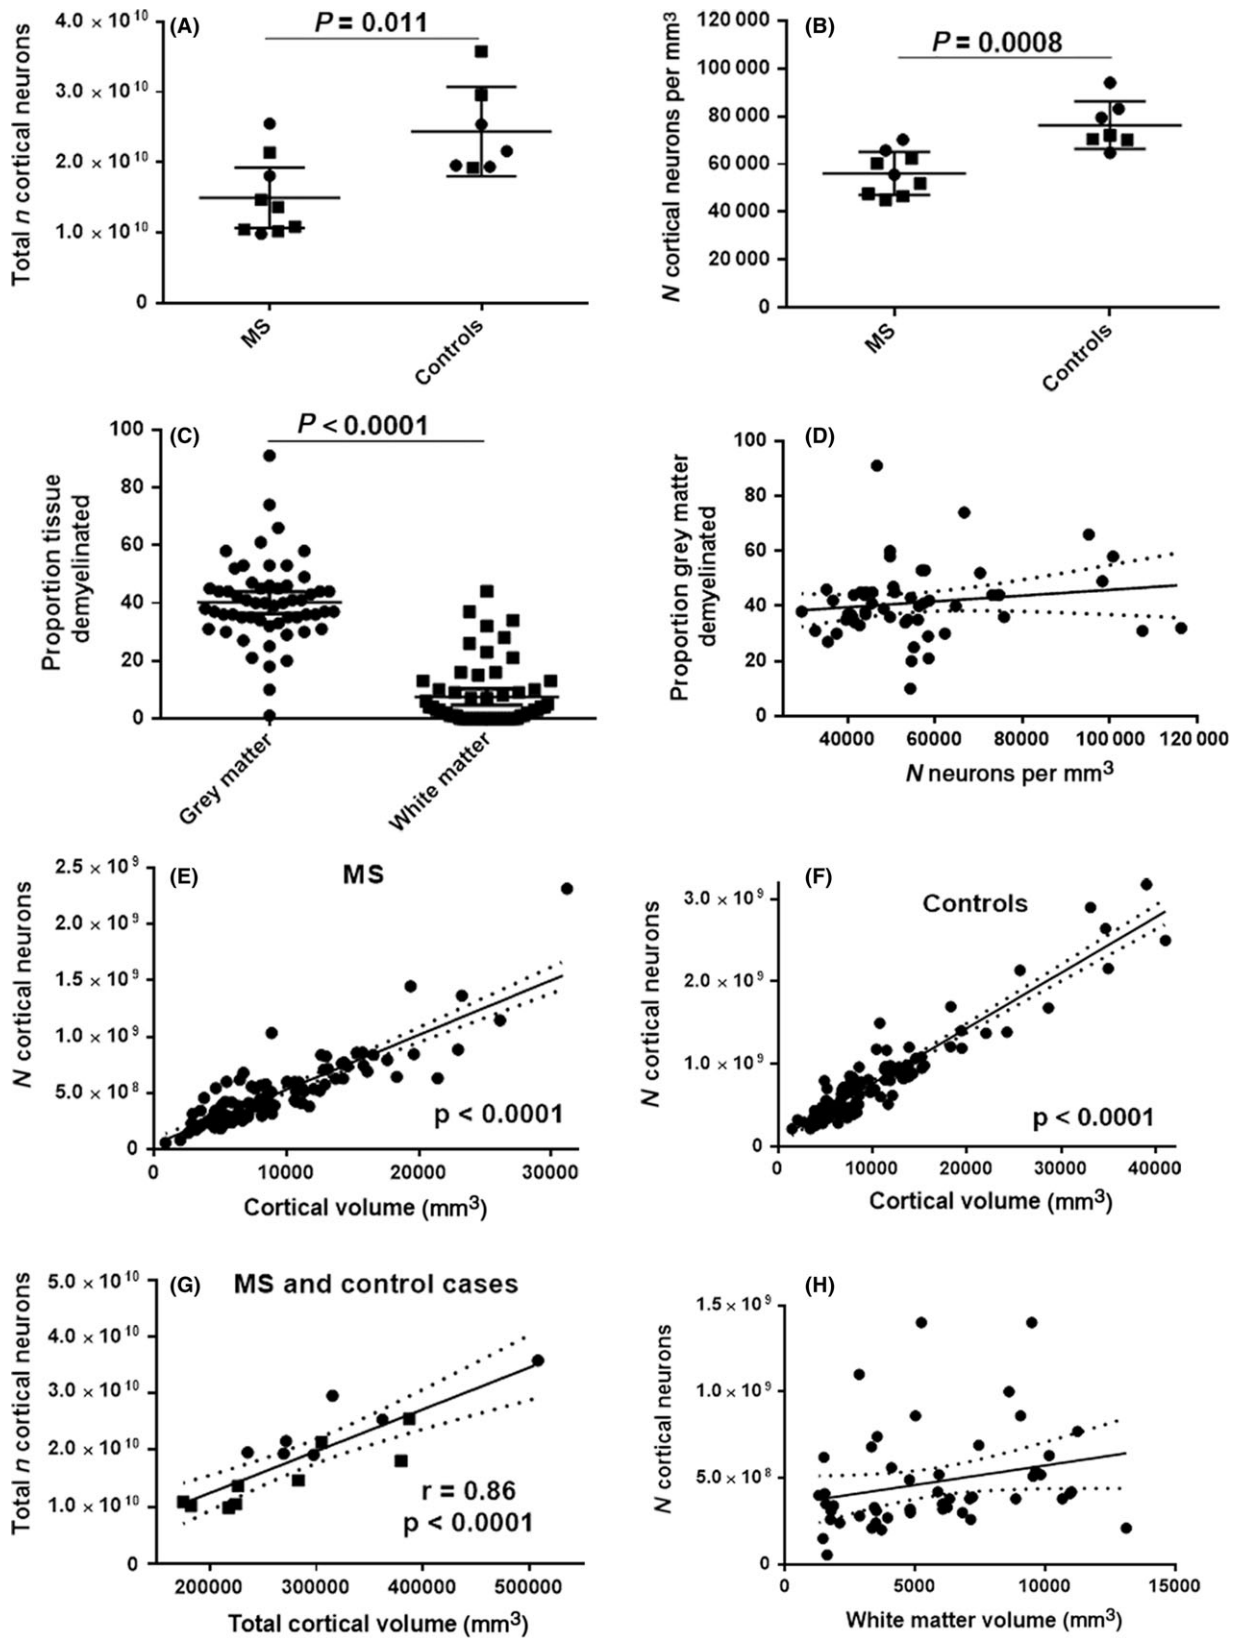 (A)
P = 0.011
Total n cortical neurons
4.0 × 10^10
3.0 × 10^10
2.0 × 10^10
1.0 × 10^10
0
MS
Controls
(B)
P = 0.0008
N cortical neurons per mm³
120 000
100 000
80 000
60 000
40 000
20 000
0
MS
Controls
(C)
P < 0.0001
Proportion tissue
demyelinated
100
80
60
40
20
0
Grey matter
White matter
(D)
Proportion grey matter
demyelinated
100
80
60
40
20
0
40000 60000 80000 100 000 120 000
N neurons per mm³
(E)
MS
N cortical neurons
2.5 × 10^9
2.0 × 10^9
1.5 × 10^9
1.0 × 10^9
5.0 × 10^8
0
p < 0.0001
0 10000 20000 30000
Cortical volume (mm³)
(F)
Controls
N cortical neurons
3.0 × 10^9
2.0 × 10^9
1.0 × 10^9
0
p < 0.0001
0 10000 20000 30000 40000
Cortical volume (mm³)
(G)
MS and control cases
Total n cortical neurons
5.0 × 10^10
4.0 × 10^10
3.0 × 10^10
2.0 × 10^10
1.0 × 10^10
0
r = 0.86
p < 0.0001
200000 300000 400000 500000
Total cortical volume (mm³)
(H)
N cortical neurons
1.5 × 10^9
1.0 × 10^9
5.0 × 10^8
0
0 5000 10000 15000
White matter volume (mm³)